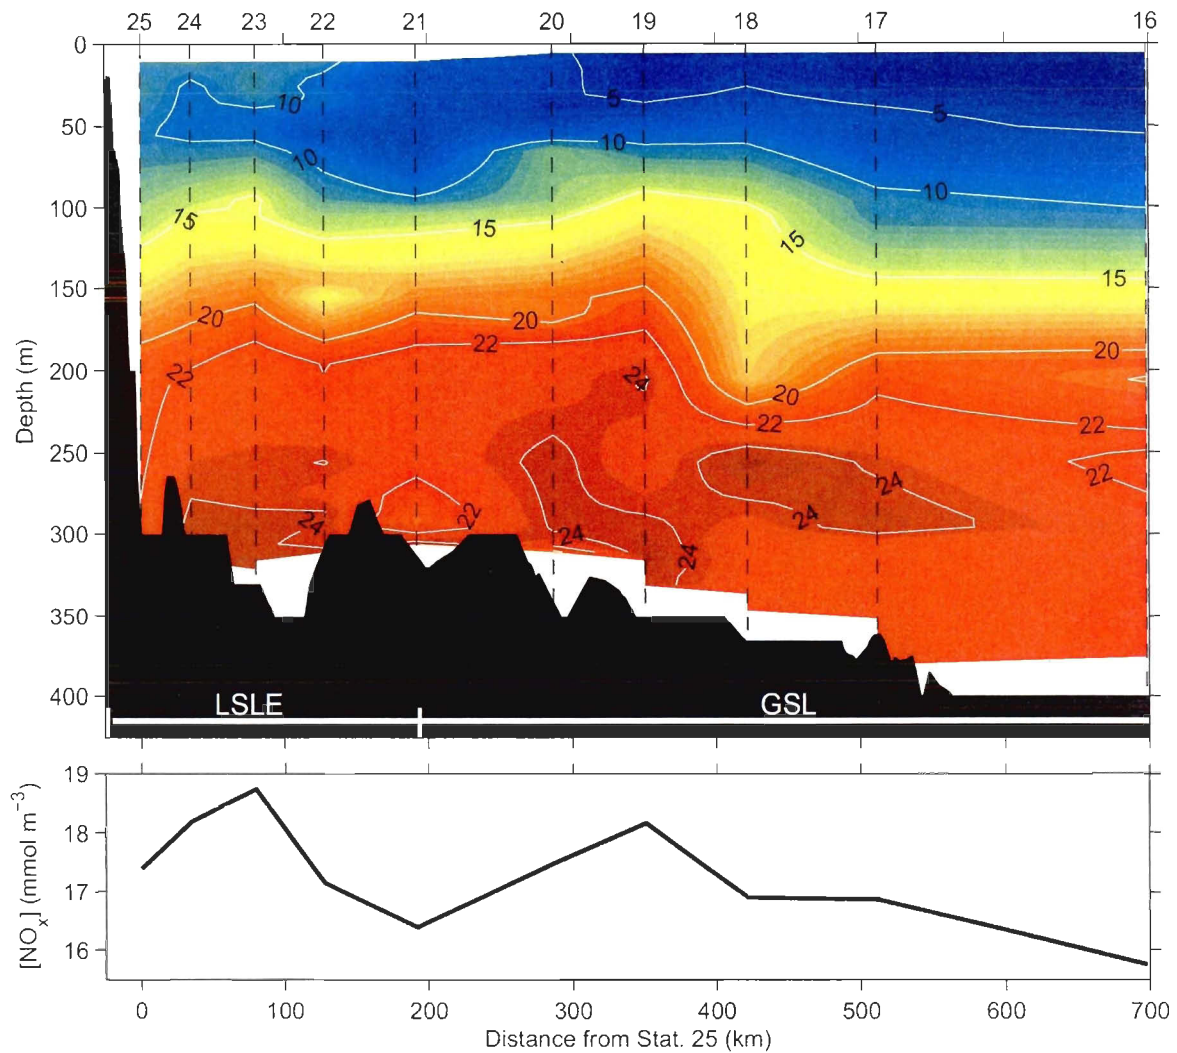 25 24 23 22 21 20 19 18 17 16
0
50
100
150
200
250
300
350
400
Depth (m)
5 5
10 10 10 10
15 15 15 15
20 20 20 20
22 22 22 22 22 22
24 24 24 24 24 24
LSLE GSL
19
18
17
16
[NOx] (mmol m−3)
0 100 200 300 400 500 600 700
Distance from Stat. 25 (km)